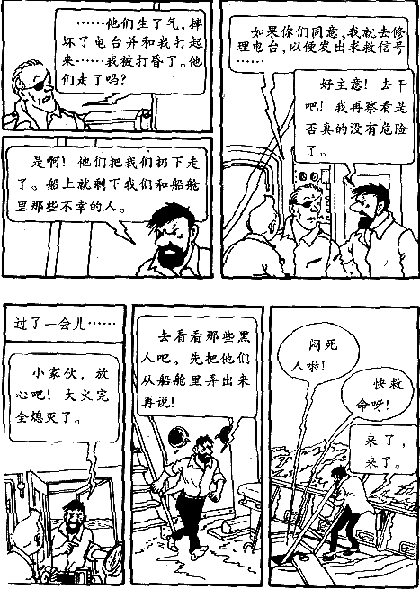 ……他们生了气，摔
坏了电台并和我打起
来……我被打昏了。他
们走了吗？
是啊！他们把我们扔下走
了。船上就剩下我们和船舱
里那些不幸的人。
如果你们同意，我就去修
理电台，以便发出求救信号
……
好主意！去干
吧！我再察看是
否真的没有危险
了。
过了一会儿……
小家伙，放
心吧！大火完
全熄灭了。
去看看那些黑
人吧。先把他们
从船舱里弄出来
再说！
闷死
人啦！
快救
命呀！
来了，
来了。